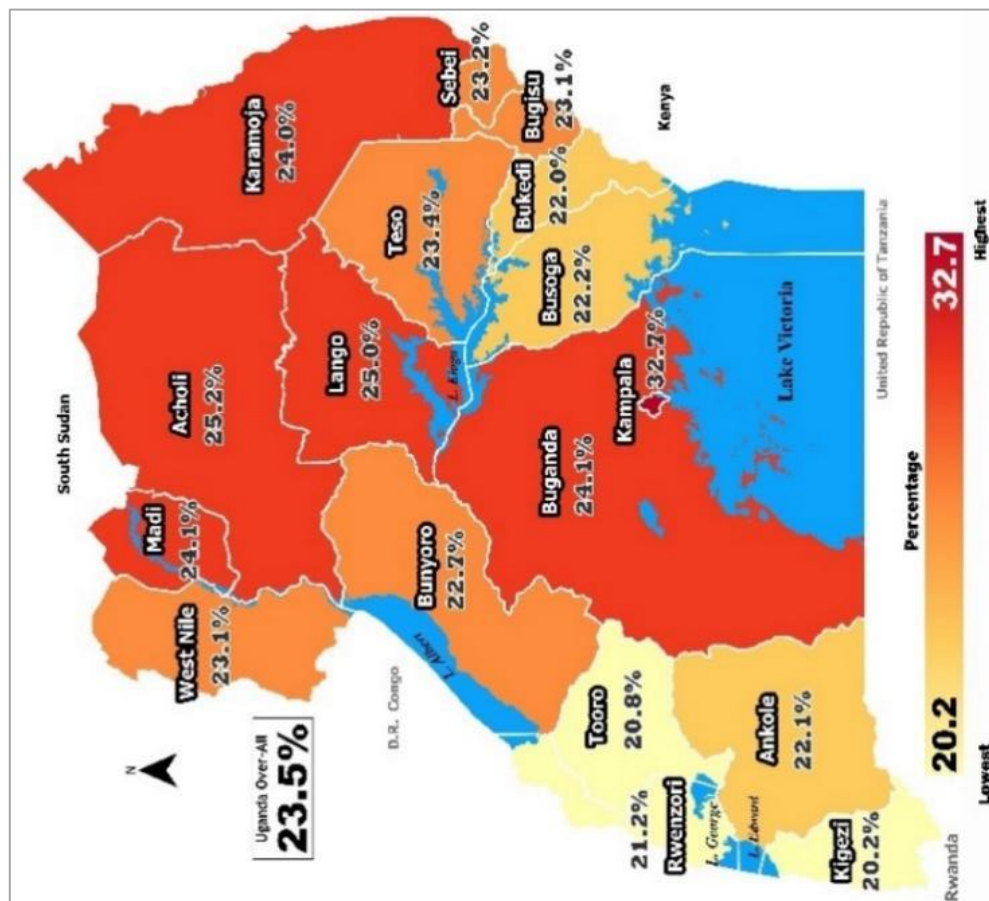 South Sudan
N
West Nile
23.1%
Madi
24.1%
Acholi
25.2%
Karamoja
24.0%
Uganda Over-All
23.5%
D.R. Congo
L. Albert
Bunyoro
22.7%
Lango
25.0%
L. Kioga
Teso
23.4%
Sebei
23.2%
Bugisu
23.1%
Bukedi
22.0%
Busoga
22.2%
Kenya
Buganda
24.1%
Kampala
32.7%
Tooro
20.8%
21.2%
Rwenzori
L. George
L. Edward
Ankole
22.1%
Kigezi
20.2%
Rwanda
Lake Victoria
United Republic of Tanzania
Percentage
20.2
32.7
Lowest
Highest